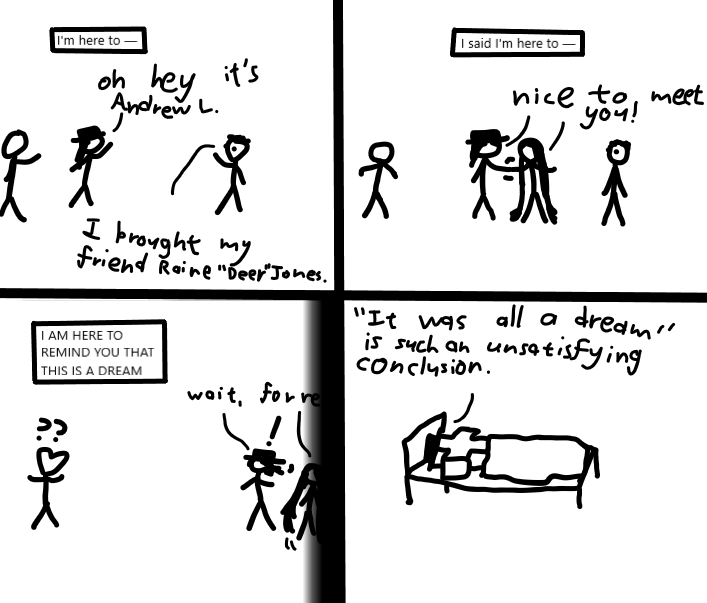 I'm here to —
oh hey it's
Andrew L.
I brought my
friend Raine "Deer" Jones.
I said I'm here to —
nice to meet
you!
I AM HERE TO
REMIND YOU THAT
THIS IS A DREAM
??
wait, for re
!
"It was all a dream"
is such an unsatisfying
conclusion.